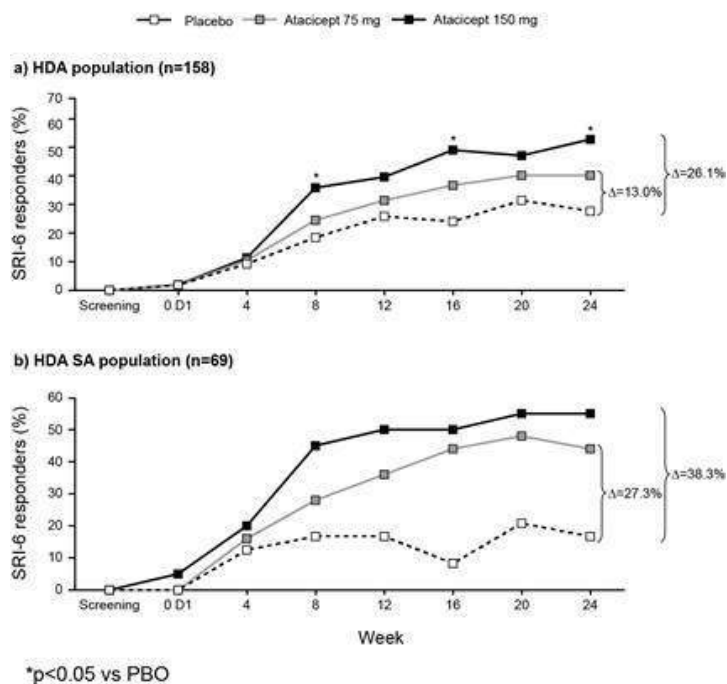 Placebo Atacicept 75 mg Atacicept 150 mg
a) HDA population (n=158)
SRI-6 responders (%)
70
60
50
40
30
20
10
0
* * *
Δ=13.0%
Δ=26.1%
Screening 0 D1 4 8 12 16 20 24
b) HDA SA population (n=69)
SRI-6 responders (%)
60
50
40
30
20
10
0
Δ=27.3%
Δ=38.3%
Screening 0 D1 4 8 12 16 20 24
Week
*p<0.05 vs PBO